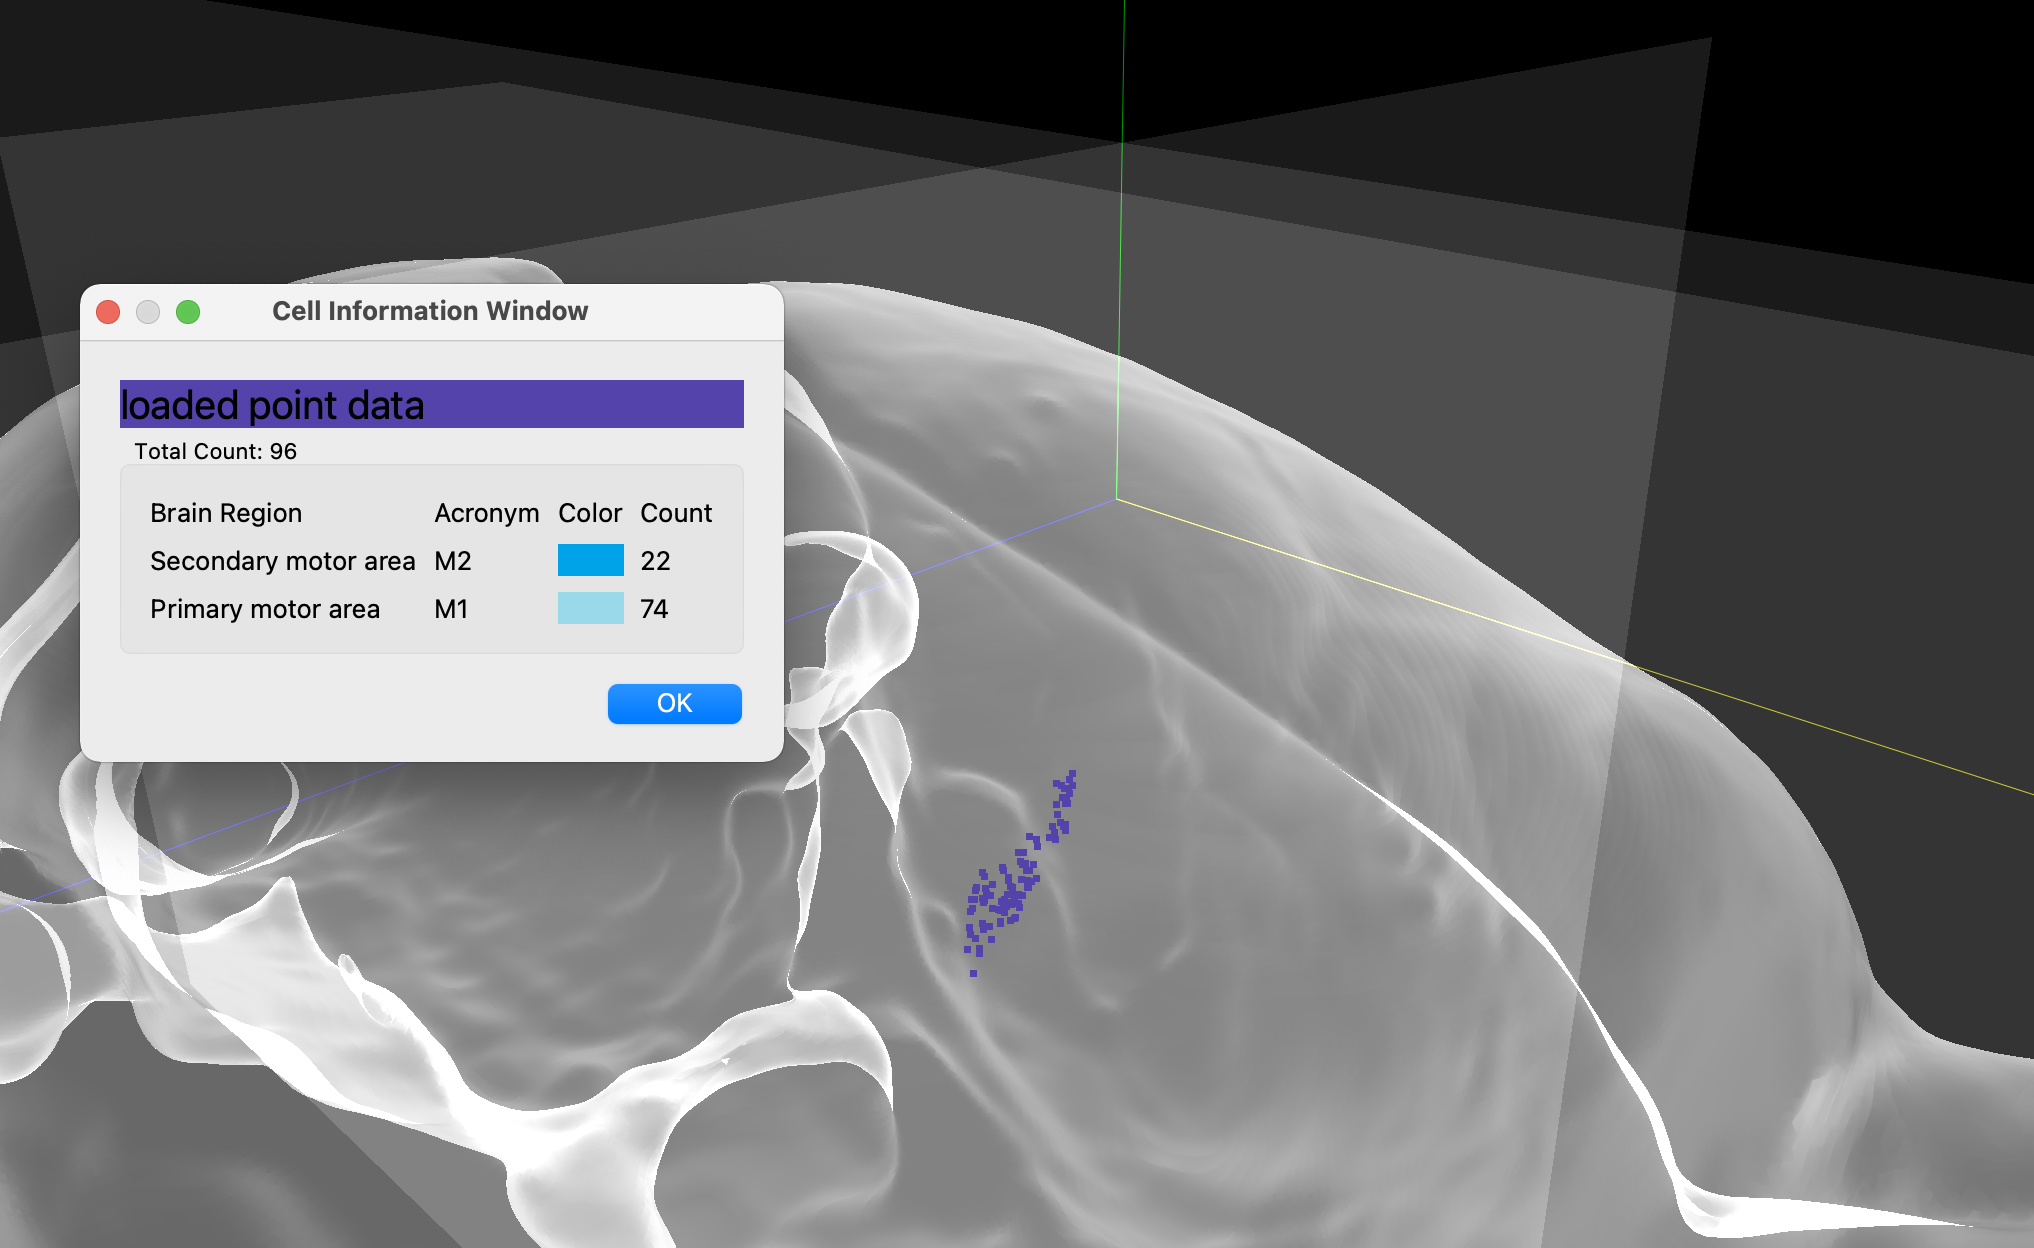 Cell Information Window
loaded point data
Total Count: 96
Brain Region Acronym Color Count
Secondary motor area M2 22
Primary motor area M1 74
OK